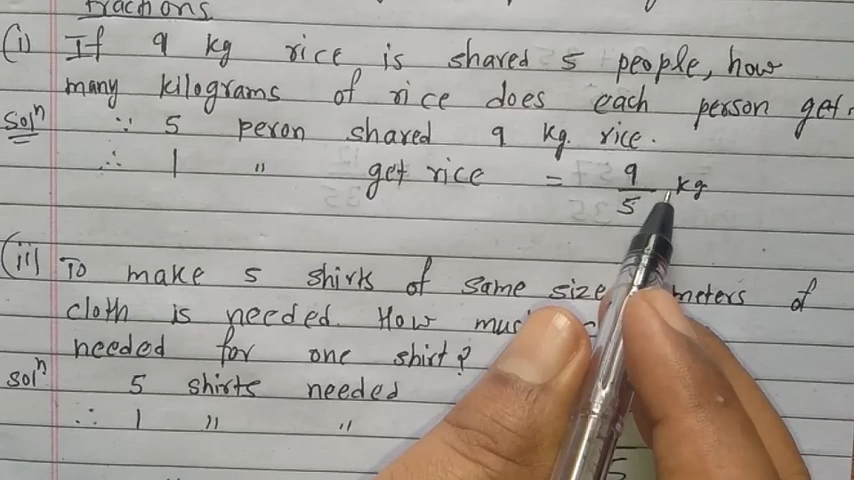 fractions
(i) If 9 kg rice is shared 5 people, how
many kilograms of rice does each person get.
Solⁿ ∵ 5 peron shared 9 kg. rice.
∴ 1 " get rice = 9/5 kg
(ii) To make 5 shirts of same size meters of
cloth is needed. How
needed for one shirt?
solⁿ 5 shirts needed
∴ 1 " "
5